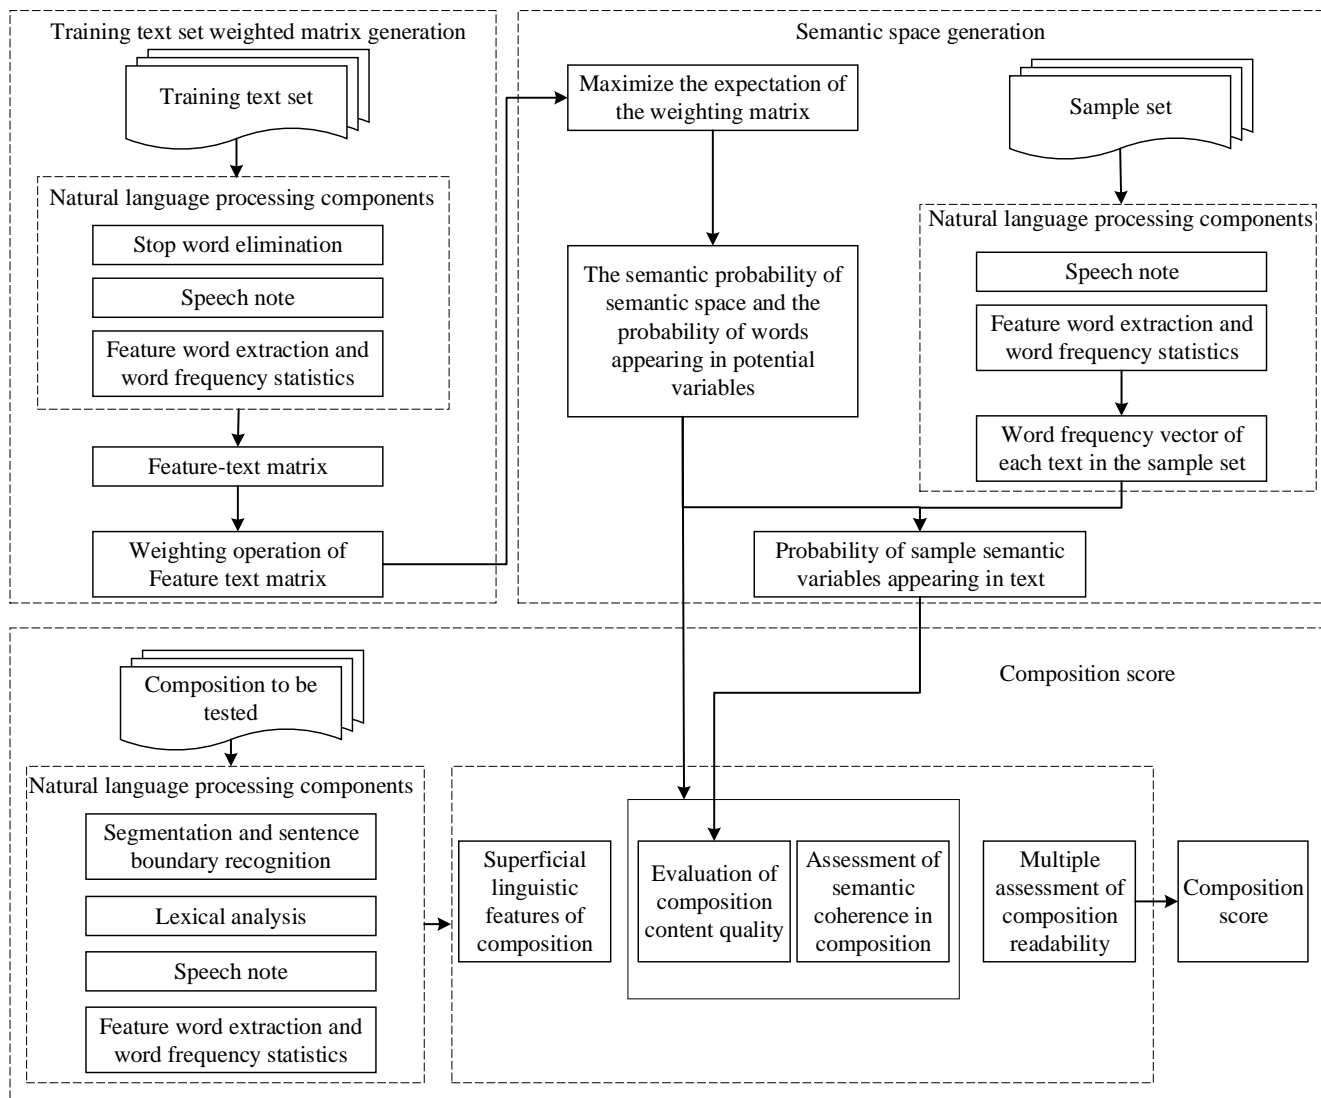 Training text set weighted matrix generation
Training text set
Natural language processing components
Stop word elimination
Speech note
Feature word extraction and
word frequency statistics
Feature-text matrix
Weighting operation of
Feature text matrix
Semantic space generation
Maximize the expectation of
the weighting matrix
The semantic probability of
semantic space and the
probability of words
appearing in potential
variables
Sample set
Natural language processing components
Speech note
Feature word extraction and
word frequency statistics
Word frequency vector of
each text in the sample set
Probability of sample semantic
variables appearing in text
Composition score
Composition to be
tested
Natural language processing components
Segmentation and sentence
boundary recognition
Lexical analysis
Speech note
Feature word extraction and
word frequency statistics
Superficial
linguistic
features of
composition
Evaluation of
composition
content quality
Assessment of
semantic
coherence in
composition
Multiple
assessment of
composition
readability
Composition
score